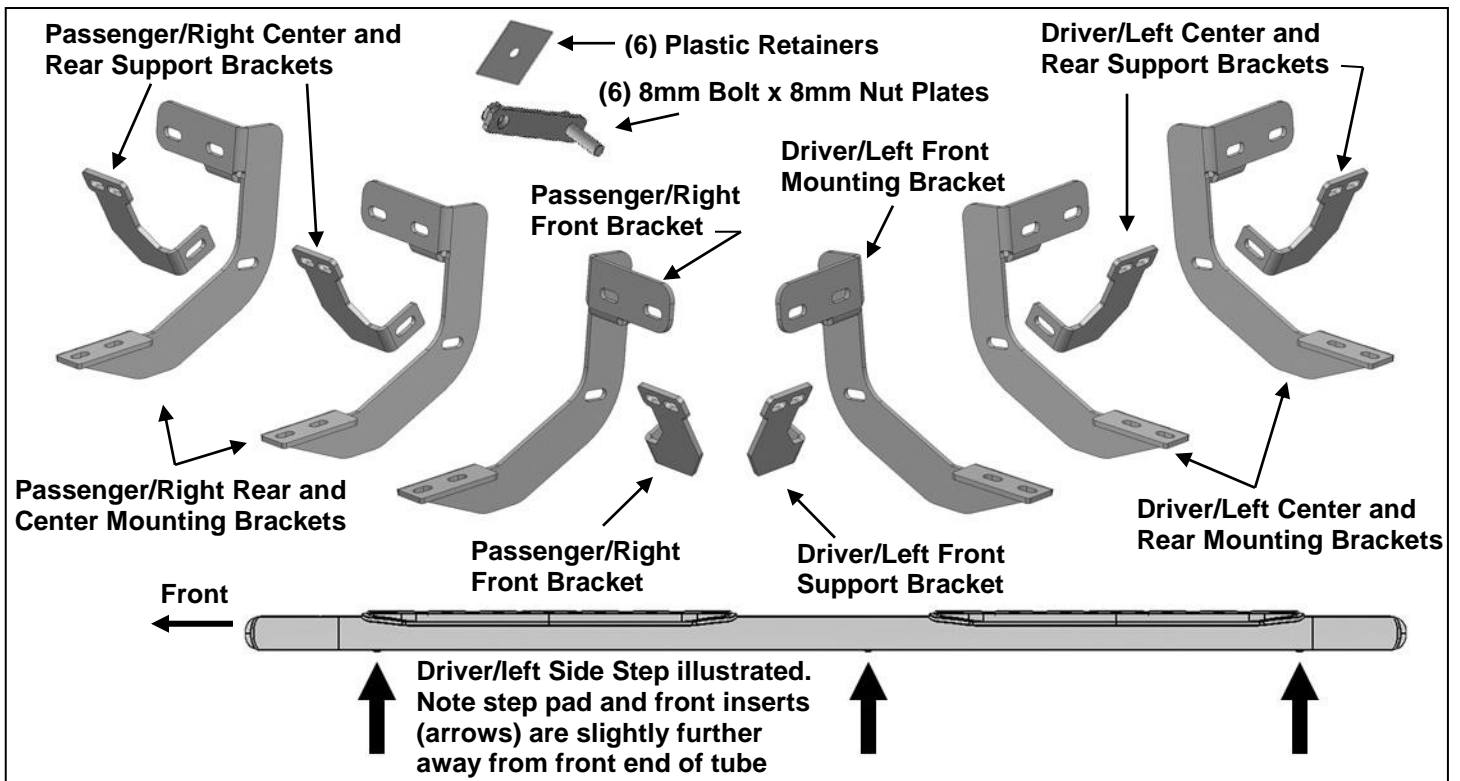 Passenger/Right Center and
Rear Support Brackets
(6) Plastic Retainers
(6) 8mm Bolt x 8mm Nut Plates
Driver/Left Center and
Rear Support Brackets
Driver/Left Front
Mounting Bracket
Passenger/Right
Front Bracket
Passenger/Right Rear and
Center Mounting Brackets
Passenger/Right
Front Bracket
Driver/Left Front
Support Bracket
Driver/Left Center and
Rear Mounting Brackets
Front
Driver/left Side Step illustrated.
Note step pad and front inserts
(arrows) are slightly further
away from front end of tube